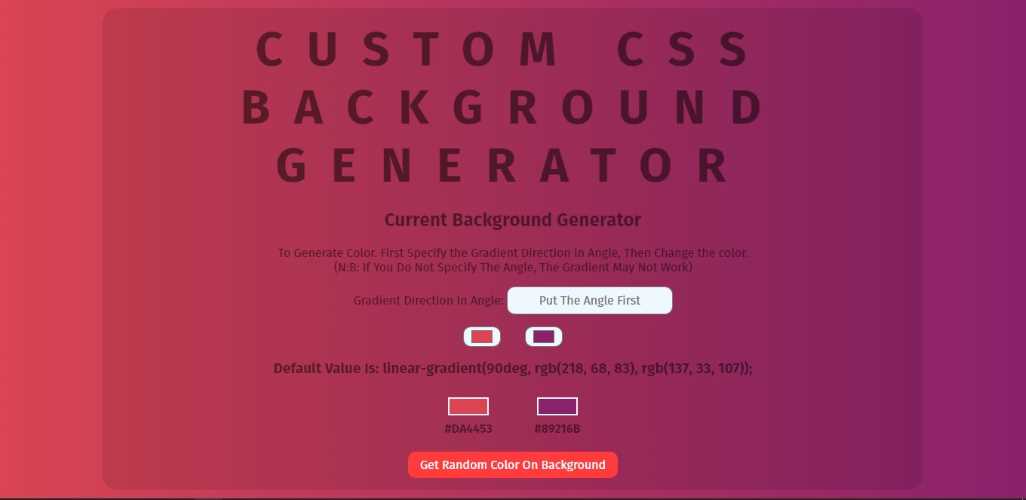 CUSTOM CSS
BACKGROUND
GENERATOR
Current Background Generator
To Generate Color. First Specify the Gradient Direction in Angle, Then Change the color.
(N:B: If You Do Not Specify The Angle, The Gradient May Not Work)
Gradient Direction In Angle: Put The Angle First
Default Value Is: linear-gradient(90deg, rgb(218, 68, 83), rgb(137, 33, 107));
#DA4453 #89216B
Get Random Color On Background